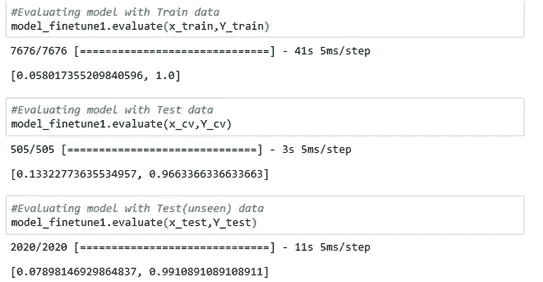 #Evaluating model with Train data
model_finetune1.evaluate(x_train,Y_train)
7676/7676 [==============================] - 41s 5ms/step
[0.058017355209840596, 1.0]
#Evaluating model with Test data
model_finetune1.evaluate(x_cv,Y_cv)
505/505 [==============================] - 3s 5ms/step
[0.13322773635534957, 0.9663366336633663]
#Evaluating model with Test(unseen) data
model_finetune1.evaluate(x_test,Y_test)
2020/2020 [==============================] - 11s 5ms/step
[0.07898146929864837, 0.9910891089108911]